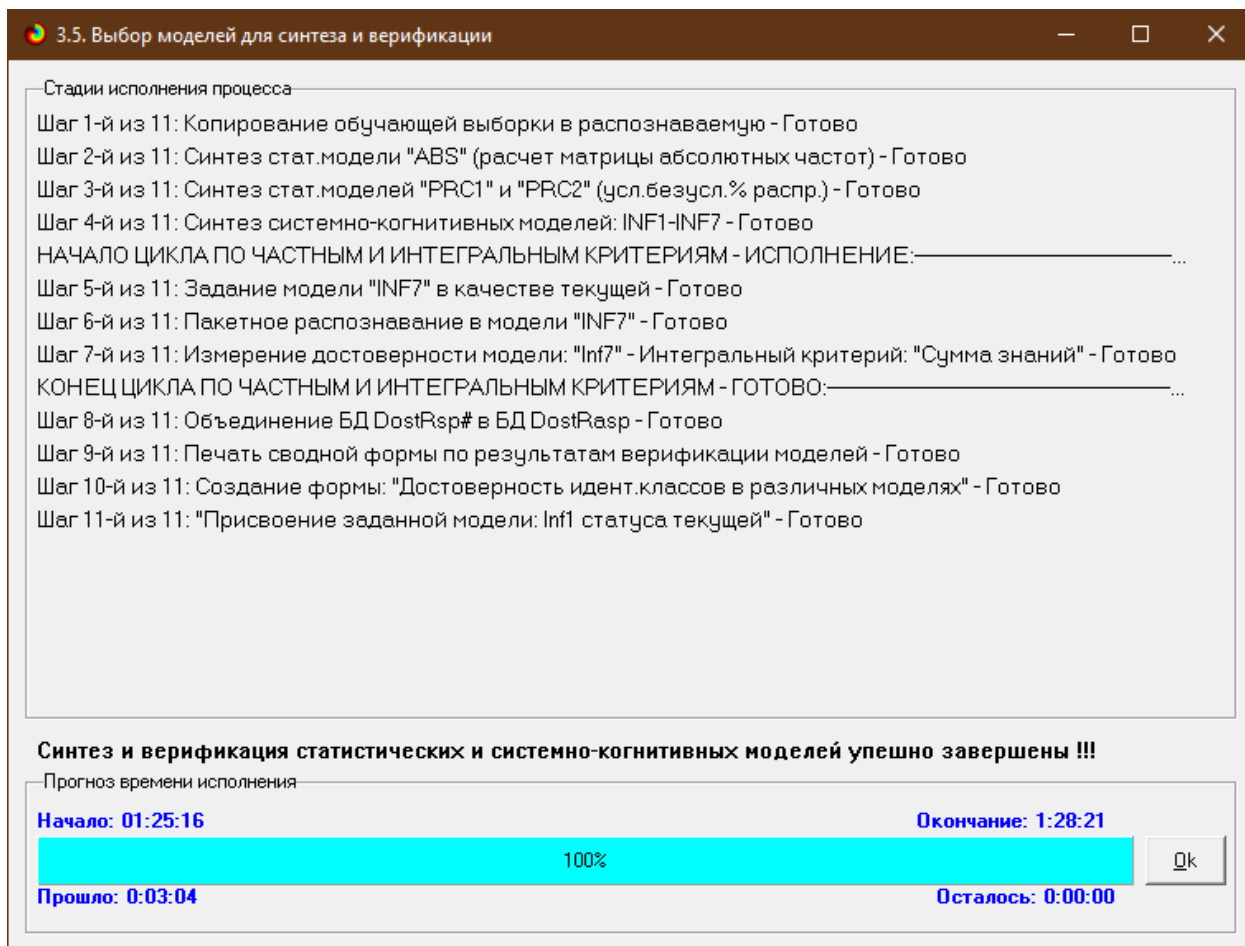 3.5. Выбор моделей для синтеза и верификации
Стадии исполнения процесса
Шаг 1-й из 11: Копирование обучающей выборки в распознаваемую - Готово
Шаг 2-й из 11: Синтез стат.модели "ABS" (расчет матрицы абсолютных частот) - Готово
Шаг 3-й из 11: Синтез стат.моделей "PRC1" и "PRC2" (усл.безусл.% распр.) - Готово
Шаг 4-й из 11: Синтез системно-когнитивных моделей: INF1-INF7 - Готово
НАЧАЛО ЦИКЛА ПО ЧАСТНЫМ И ИНТЕГРАЛЬНЫМ КРИТЕРИЯМ - ИСПОЛНЕНИЕ:————————————...
Шаг 5-й из 11: Задание модели "INF7" в качестве текущей - Готово
Шаг 6-й из 11: Пакетное распознавание в модели "INF7" - Готово
Шаг 7-й из 11: Измерение достоверности модели: "Inf7" - Интегральный критерий: "Сумма знаний" - Готово
КОНЕЦ ЦИКЛА ПО ЧАСТНЫМ И ИНТЕГРАЛЬНЫМ КРИТЕРИЯМ - ГОТОВО:————————————...
Шаг 8-й из 11: Объединение БД DostRsp# в БД DostRasp - Готово
Шаг 9-й из 11: Печать сводной формы по результатам верификации моделей - Готово
Шаг 10-й из 11: Создание формы: "Достоверность идент.классов в различных моделях" - Готово
Шаг 11-й из 11: "Присвоение заданной модели: Inf1 статуса текущей" - Готово
Синтез и верификация статистических и системно-когнитивных моделей упешно завершены !!!
Прогноз времени исполнения
Начало: 01:25:16 Окончание: 1:28:21
100% Ok
Прошло: 0:03:04 Осталось: 0:00:00